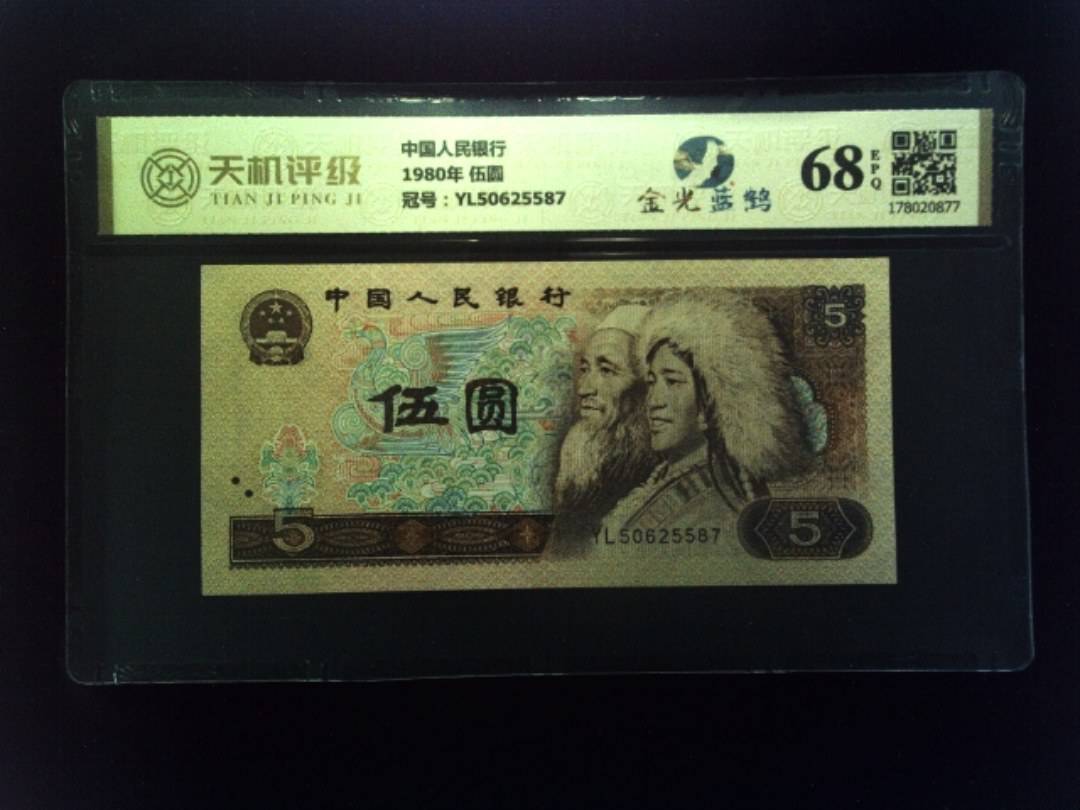 天机评级
TIAN JI PING JI
中国人民银行
1980年 伍圆
冠号：YL50625587
金光蓝鹤
68
EPQ
178020877
中国人民银行
5
伍圆
5
YL50625587
5